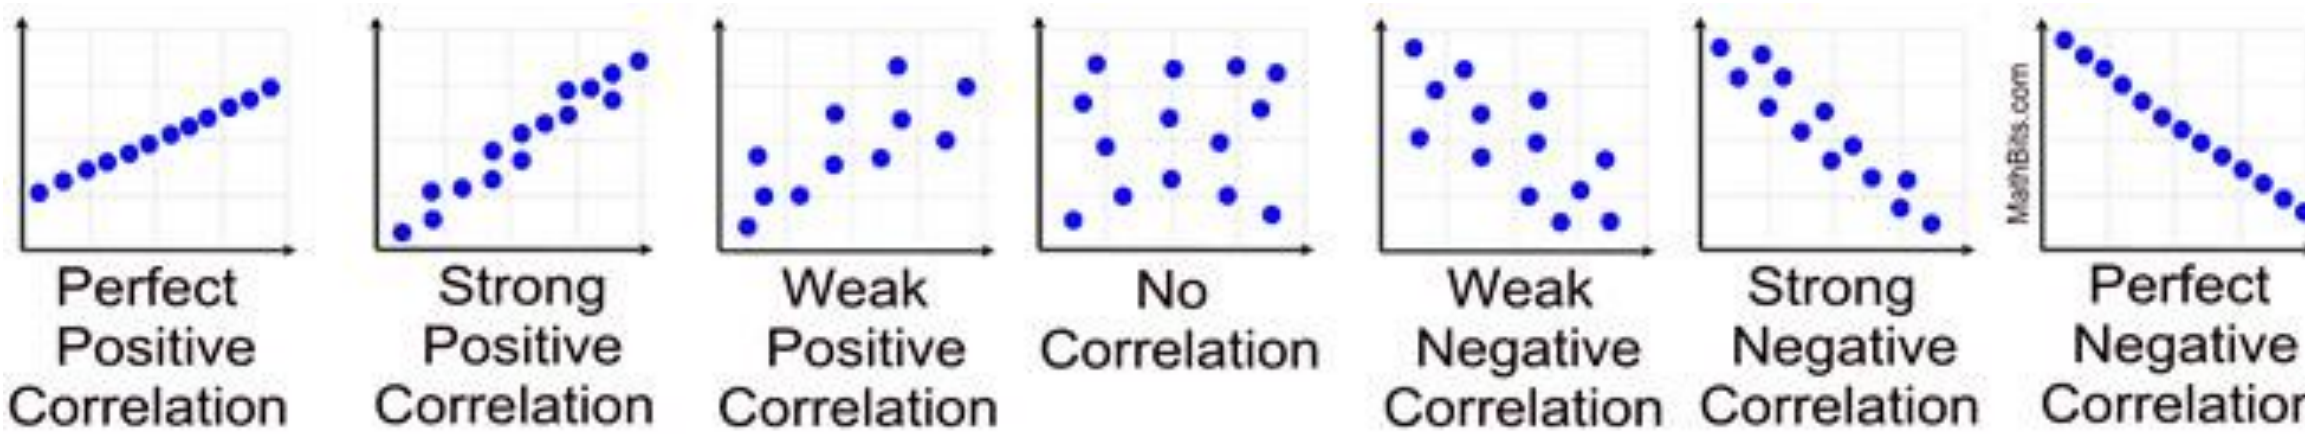 Perfect
Positive
Correlation
Strong
Positive
Correlation
Weak
Positive
Correlation
No
Correlation
Weak
Negative
Correlation
Strong
Negative
Correlation
MathBits.com
Perfect
Negative
Correlation